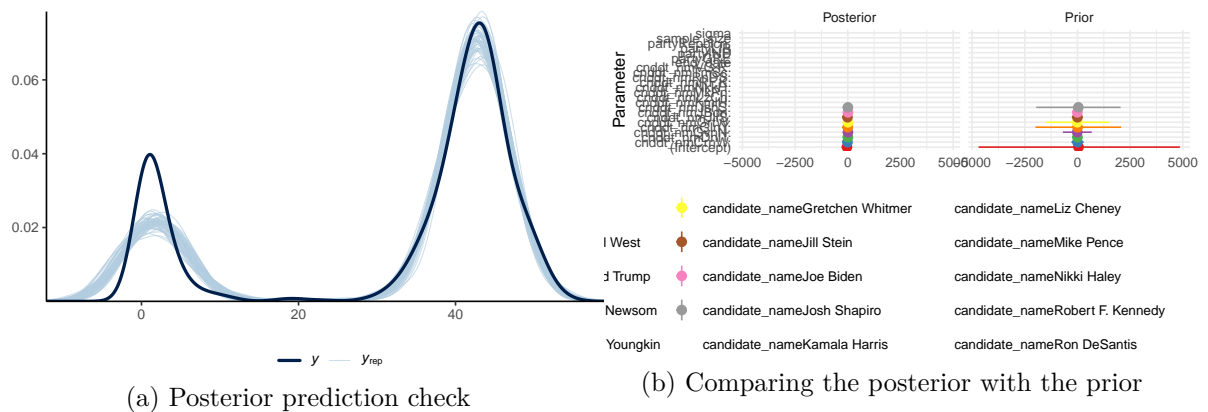 Posterior
Prior
0.06
0.04
0.02
0
20
40
y
y rep
(a) Posterior prediction check
Parameter
sigma
sample_size
(Intercept)
−5000 −2500 0 2500 5000
−2500 0 2500 5000
candidate_nameGretchen Whitmer
candidate_nameLiz Cheney
l West
candidate_nameJill Stein
candidate_nameMike Pence
d Trump
candidate_nameJoe Biden
candidate_nameNikki Haley
Newsom
candidate_nameJosh Shapiro
candidate_nameRobert F. Kennedy
Youngkin
candidate_nameKamala Harris
candidate_nameRon DeSantis
(b) Comparing the posterior with the prior